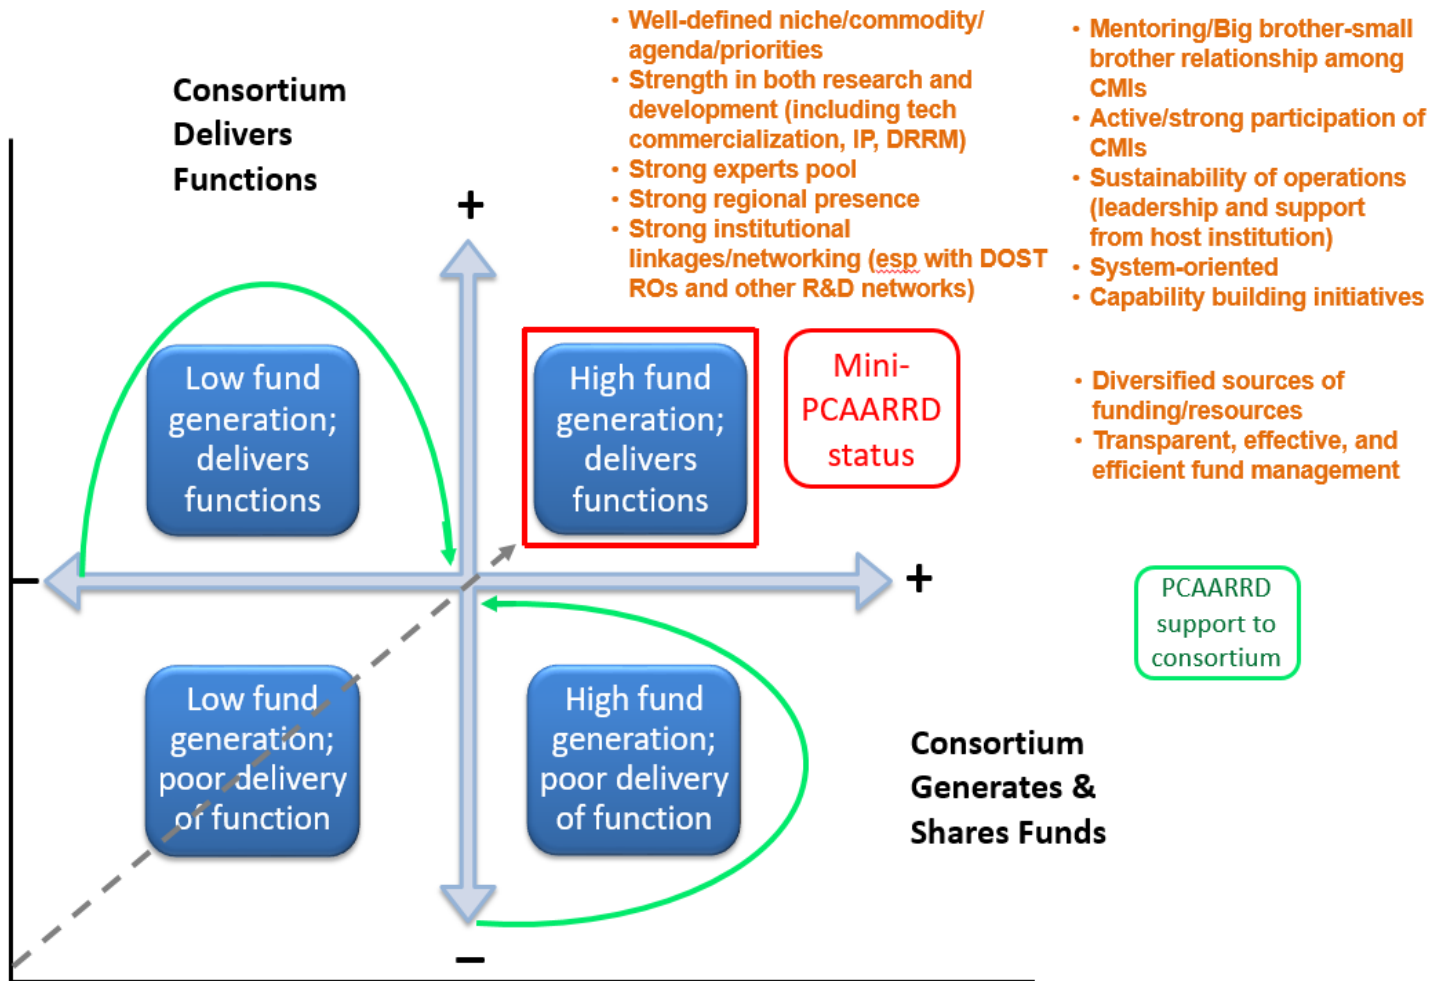 Consortium
Delivers
Functions
• Well-defined niche/commodity/
agenda/priorities
• Strength in both research and
development (including tech
commercialization, IP, DRRM)
• Strong experts pool
• Strong regional presence
• Strong institutional
linkages/networking (esp with DOST
ROs and other R&D networks)
• Mentoring/Big brother-small
brother relationship among
CMIs
• Active/strong participation of
CMIs
• Sustainability of operations
(leadership and support
from host institution)
• System-oriented
• Capability building initiatives
• Diversified sources of
funding/resources
• Transparent, effective, and
efficient fund management
+
Low fund
generation;
delivers
functions
High fund
generation;
delivers
functions
Mini-
PCAARRD
status
−
+
PCAARRD
support to
consortium
Low fund
generation;
poor delivery
of function
High fund
generation;
poor delivery
of function
Consortium
Generates &
Shares Funds
−